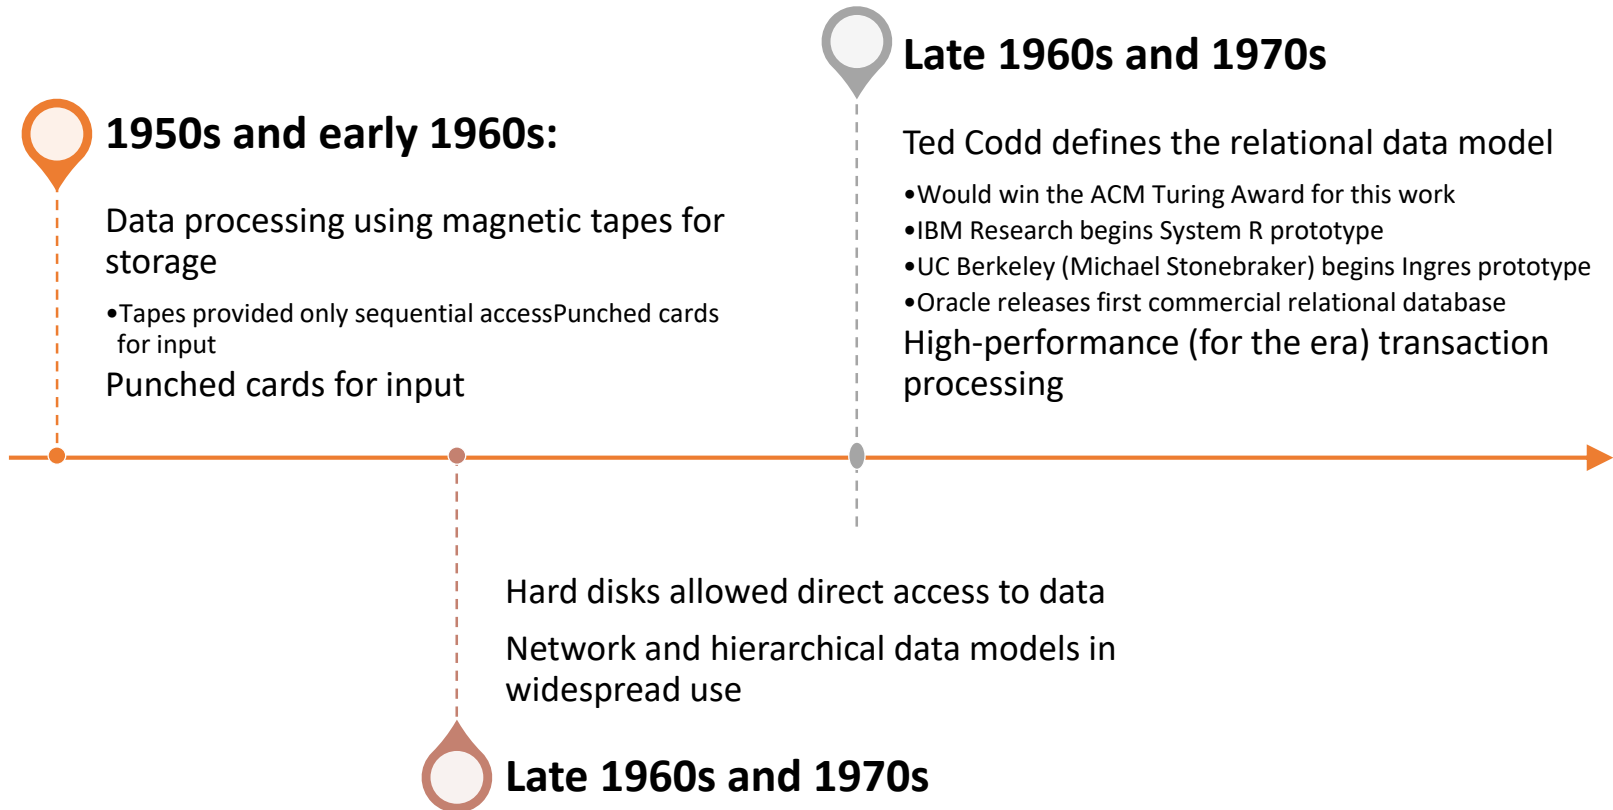 1950s and early 1960s:
Data processing using magnetic tapes for
storage
•Tapes provided only sequential accessPunched cards
for input
Punched cards for input
Hard disks allowed direct access to data
Network and hierarchical data models in
widespread use
Late 1960s and 1970s
Late 1960s and 1970s
Ted Codd defines the relational data model
•Would win the ACM Turing Award for this work
•IBM Research begins System R prototype
•UC Berkeley (Michael Stonebraker) begins Ingres prototype
•Oracle releases first commercial relational database
High-performance (for the era) transaction
processing